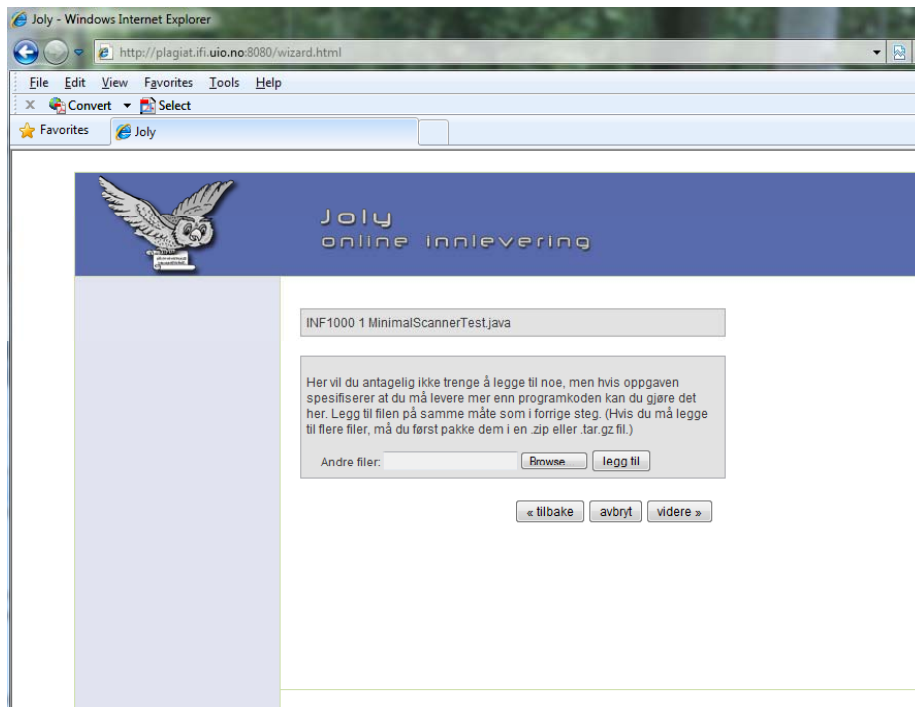 Joly - Windows Internet Explorer
http://plagiat.ifi.uio.no:8080/wizard.html
File Edit View Favorites Tools Help
X Convert Select
Favorites Joly
Joly
online innlevering
INF1000 1 MinimalScannerTest.java
Her vil du antagelig ikke trenge å legge til noe, men hvis oppgaven
spesifiserer at du må levere mer enn programkoden kan du gjøre det
her. Legg til filen på samme måte som i forrige steg. (Hvis du må legge
til flere filer, må du først pakke dem i en .zip eller .tar.gz fil.)
Andre filer: Browse... legg til
« tilbake avbryt videre »